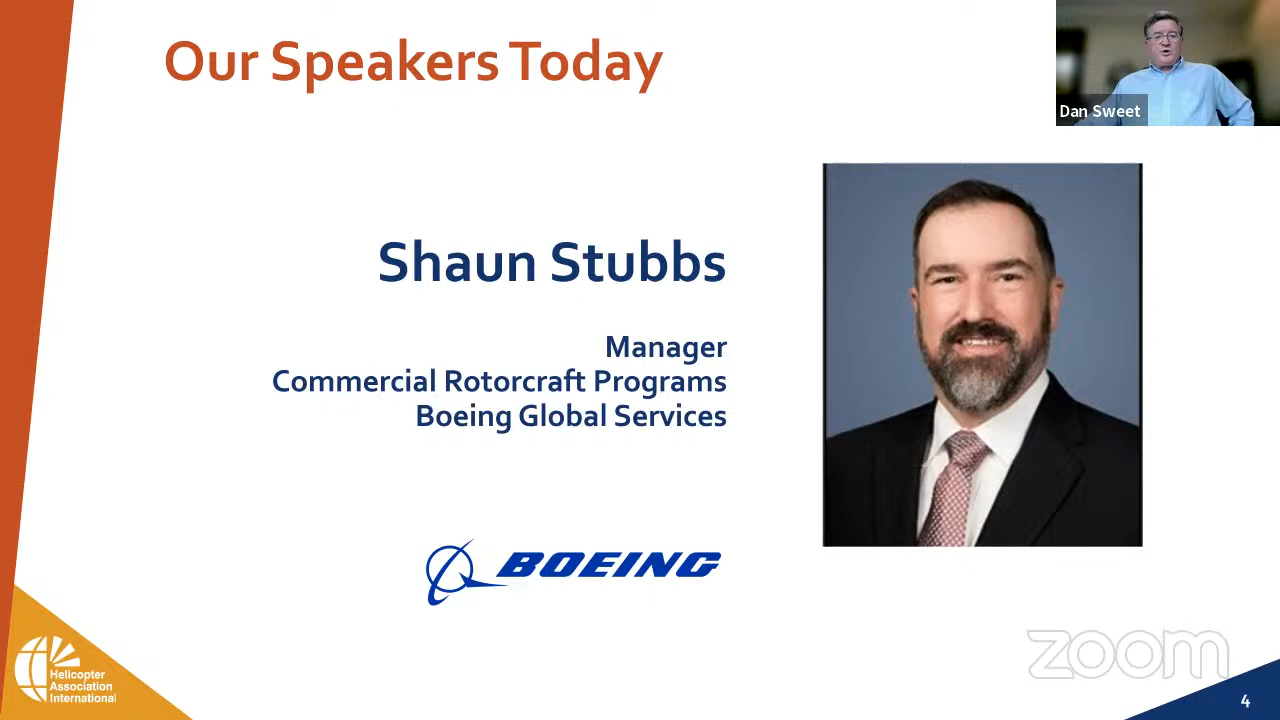 Our Speakers Today
Dan Sweet
Shaun Stubbs
Manager
Commercial Rotorcraft Programs
Boeing Global Services
BOEING
Helicopter
Association
International
zoom
4